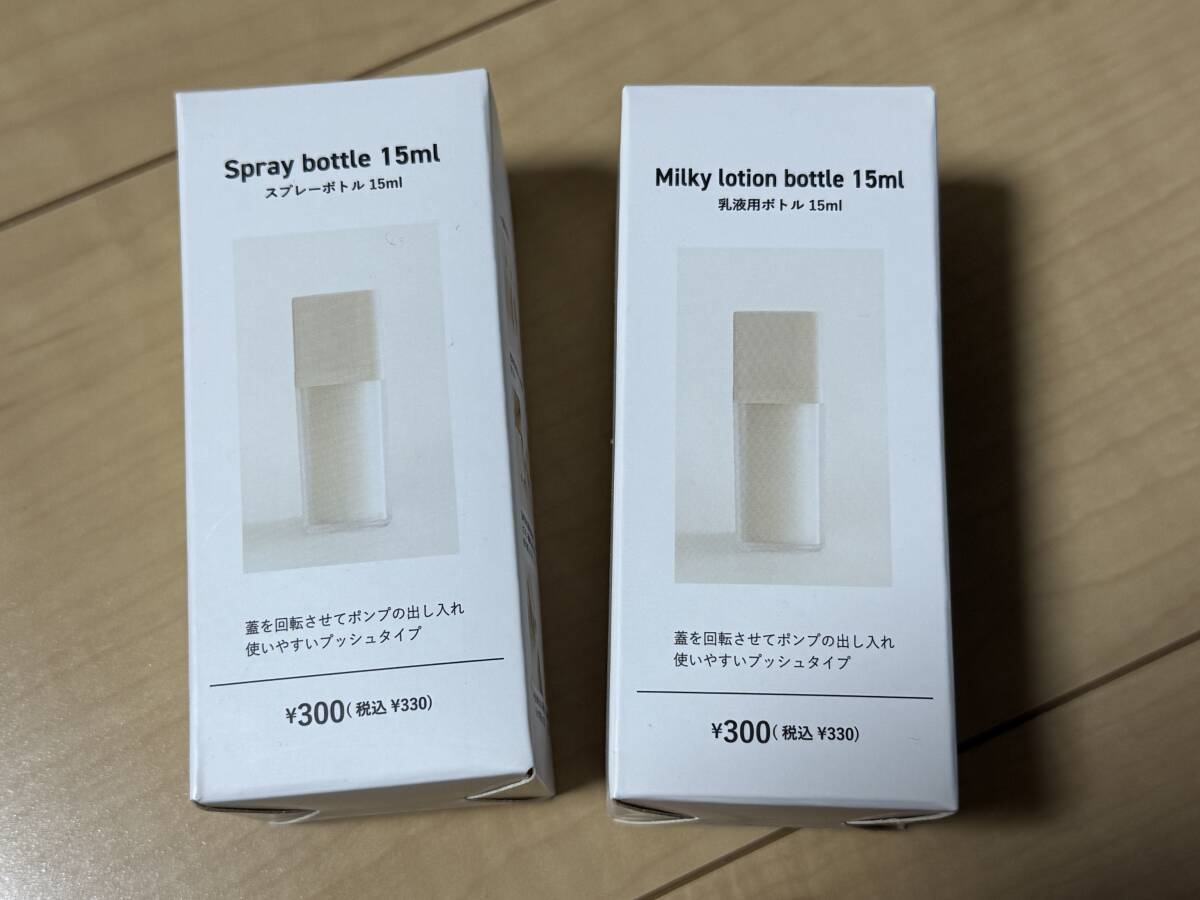 Spray bottle 15ml
スプレーボトル 15ml
蓋を回転させてポンプの出し入れ
使いやすいプッシュタイプ
¥300(税込 ¥330)
Milky lotion bottle 15ml
乳液用ボトル 15ml
蓋を回転させてポンプの出し入れ
使いやすいプッシュタイプ
¥300(税込 ¥330)